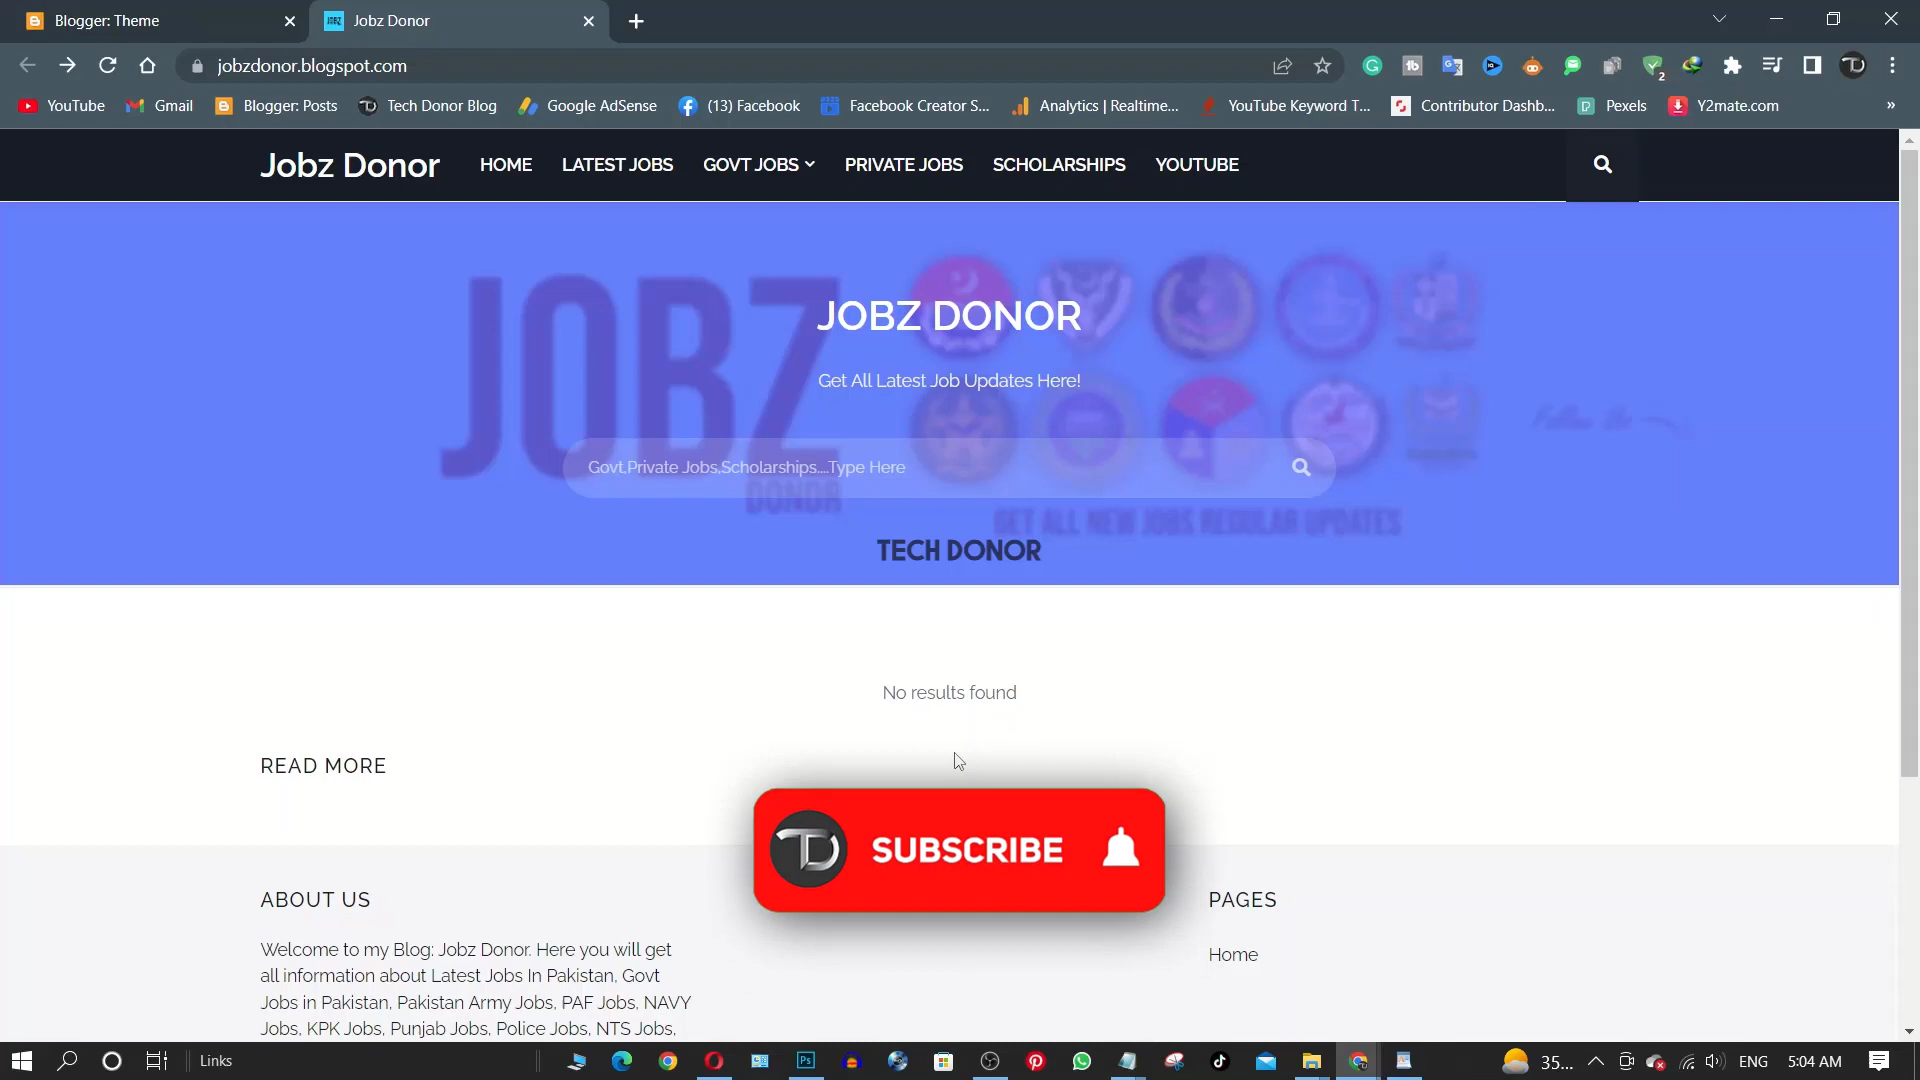 Blogger: Theme
Jobz Donor
jobzdonor.blogspot.com
YouTube
Gmail
Blogger: Posts
Tech Donor Blog
Google AdSense
(13) Facebook
Facebook Creator S...
Analytics | Realtime...
YouTube Keyword T...
Contributor Dashb...
Pexels
Y2mate.com
»
Jobz Donor
HOME
LATEST JOBS
GOVT JOBS
PRIVATE JOBS
SCHOLARSHIPS
YOUTUBE
JOBZ
DONOR
JOBZ DONOR
Get All Latest Job Updates Here!
Follow Us
Govt,Private Jobs,Scholarships....Type Here
GET ALL NEW JOBS REGULAR UPDATES
TECH DONOR
No results found
READ MORE
TD SUBSCRIBE
ABOUT US
Welcome to my Blog: Jobz Donor. Here you will get
all information about Latest Jobs In Pakistan, Govt
Jobs in Pakistan, Pakistan Army Jobs, PAF Jobs, NAVY
Jobs, KPK Jobs, Punjab Jobs, Police Jobs, NTS Jobs,
PAGES
Home
Links
35...
ENG
5:04 AM